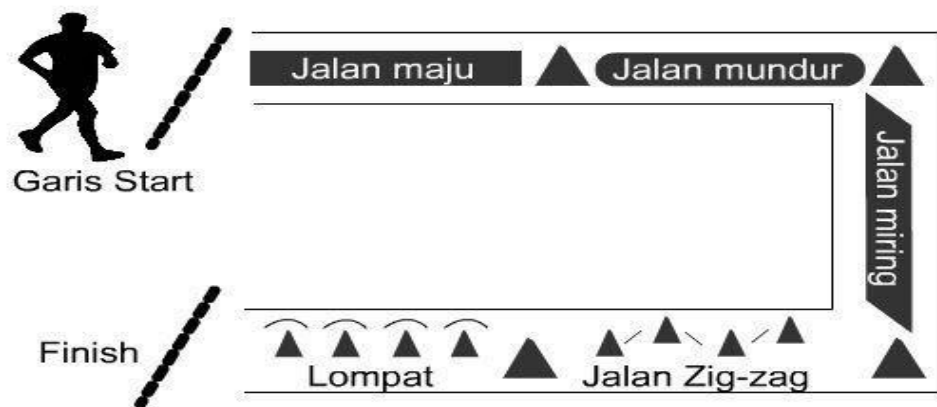 Jalan maju
Jalan mundur
Garis Start
Jalan miring
Finish
Lompat
Jalan Zig-zag